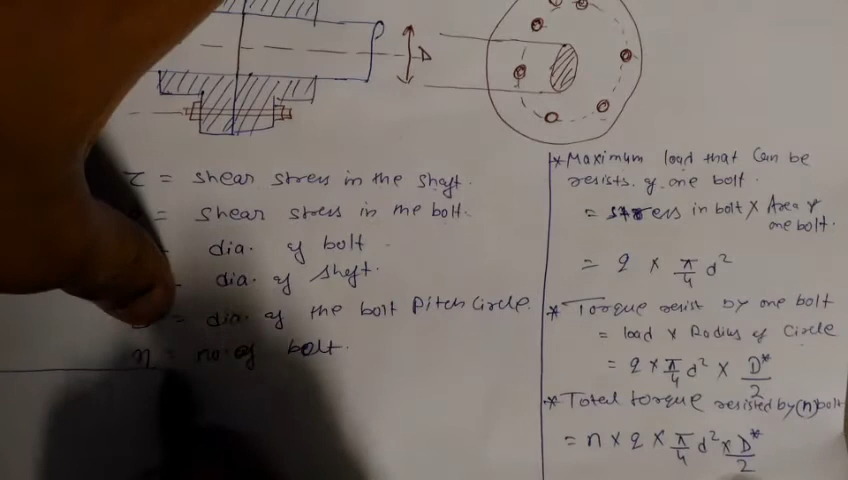 D
τ = shear stress in the shaft.
= shear stress in the bolt.
dia. of bolt
dia. of shaft.
= dia. of the bolt Pitch Circle.
n = no. of bolt.
* Maximum load that Can be
resists. of one bolt.
= stress in bolt × Area of
one bolt.
= q × π/4 d²
* Torque resist by one bolt
= load × Radius of Circle
= q × π/4 d² × D*/2
* Total torque resisted by (n) bolt
= n × q × π/4 d² × D*/2